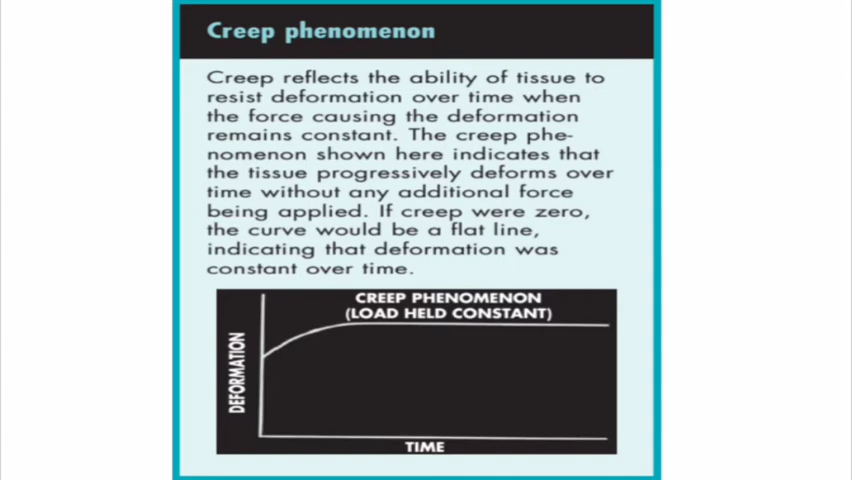 Creep phenomenon
Creep reflects the ability of tissue to
resist deformation over time when
the force causing the deformation
remains constant. The creep phe-
nomenon shown here indicates that
the tissue progressively deforms over
time without any additional force
being applied. If creep were zero,
the curve would be a flat line,
indicating that deformation was
constant over time.
CREEP PHENOMENON
(LOAD HELD CONSTANT)
DEFORMATION
TIME